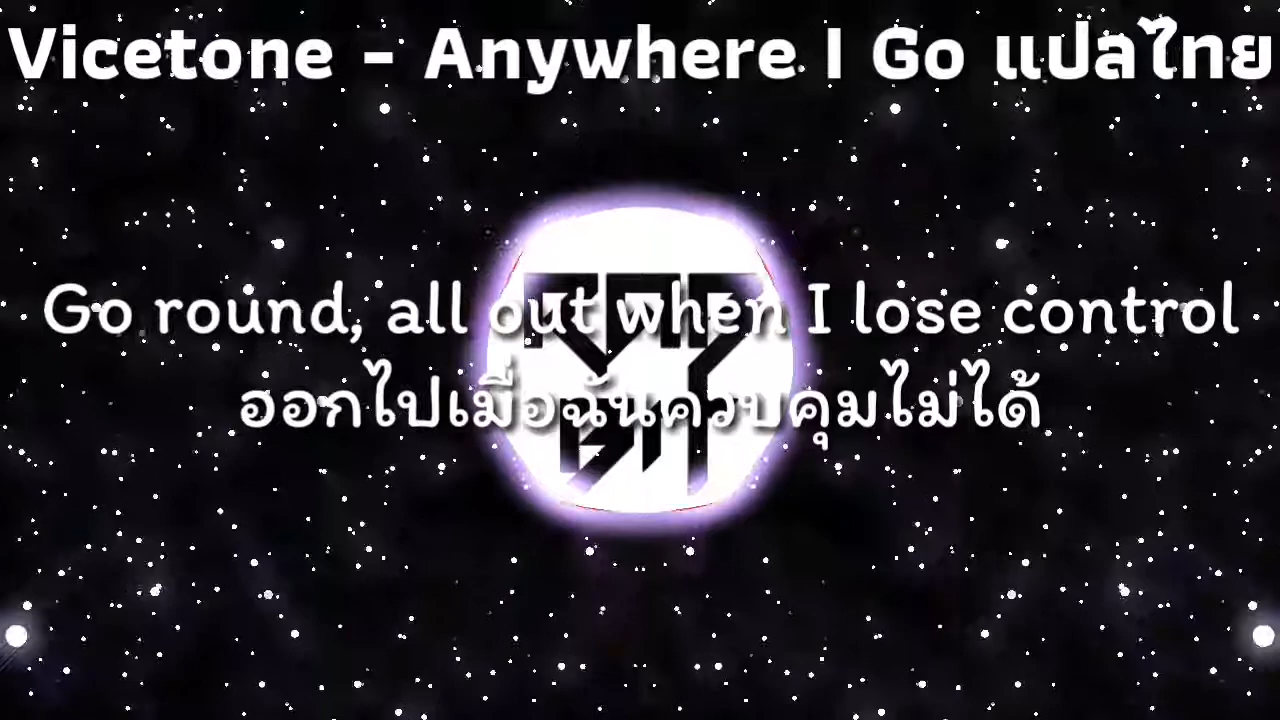 Vicetone - Anywhere I Go แปลไทย
Go round, all out when I lose control
ฮอกไปเมื่อฉันควบคุมไม่ได้